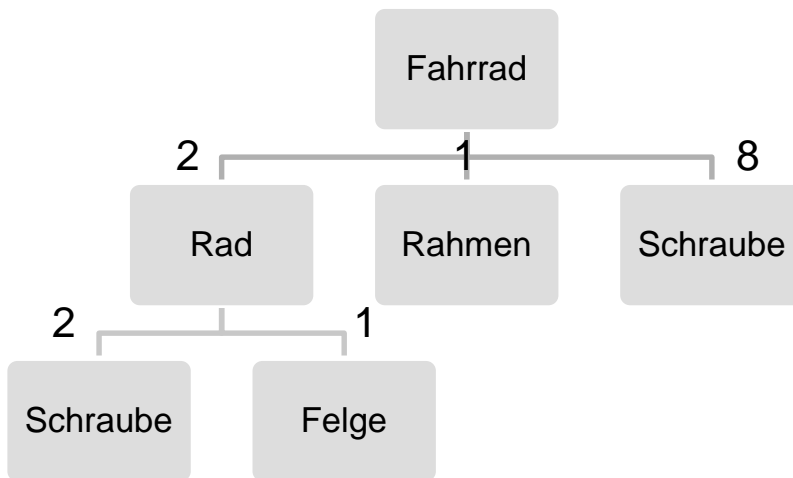 Fahrrad
2 1 8
Rad Rahmen Schraube
2 1
Schraube Felge